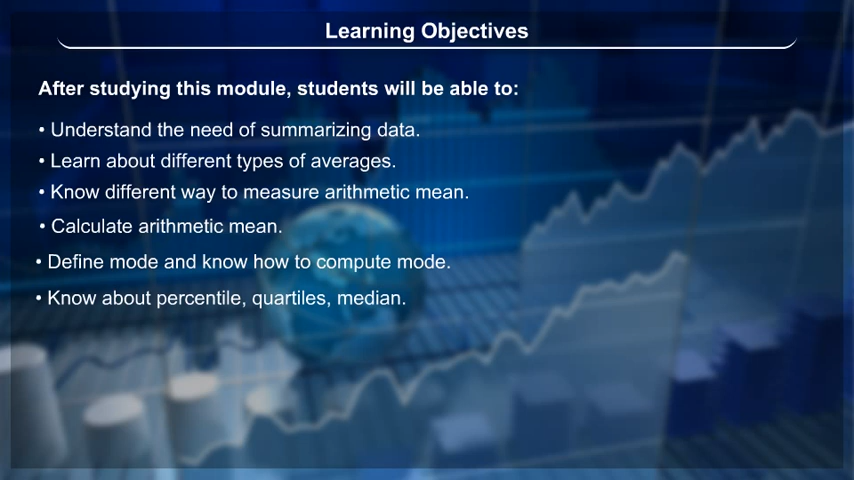 Learning Objectives
After studying this module, students will be able to:
• Understand the need of summarizing data.
• Learn about different types of averages.
• Know different way to measure arithmetic mean.
• Calculate arithmetic mean.
• Define mode and know how to compute mode.
• Know about percentile, quartiles, median.